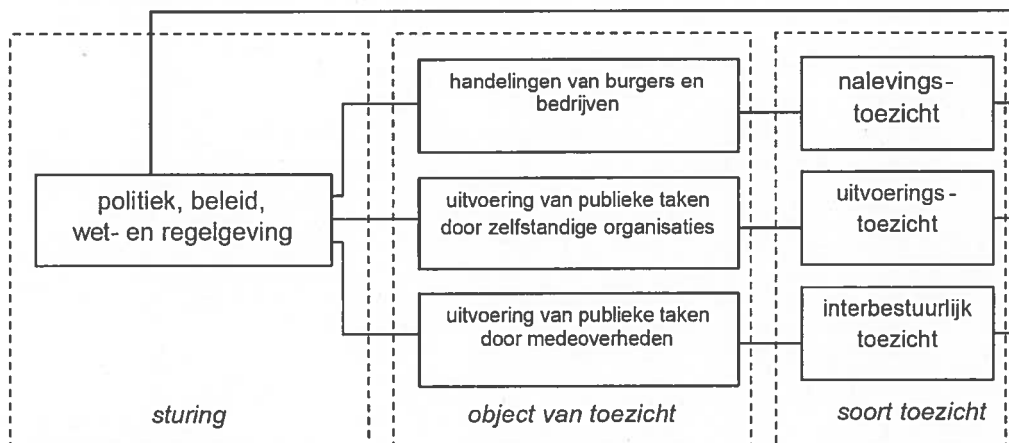 handelingen van burgers en
bedrijven
nalevings-
toezicht
politiek, beleid,
wet- en regelgeving
uitvoering van publieke taken
door zelfstandige organisaties
uitvoerings-
toezicht
uitvoering van publieke taken
door medeoverheden
interbestuurlijk
toezicht
sturing
object van toezicht
soort toezicht